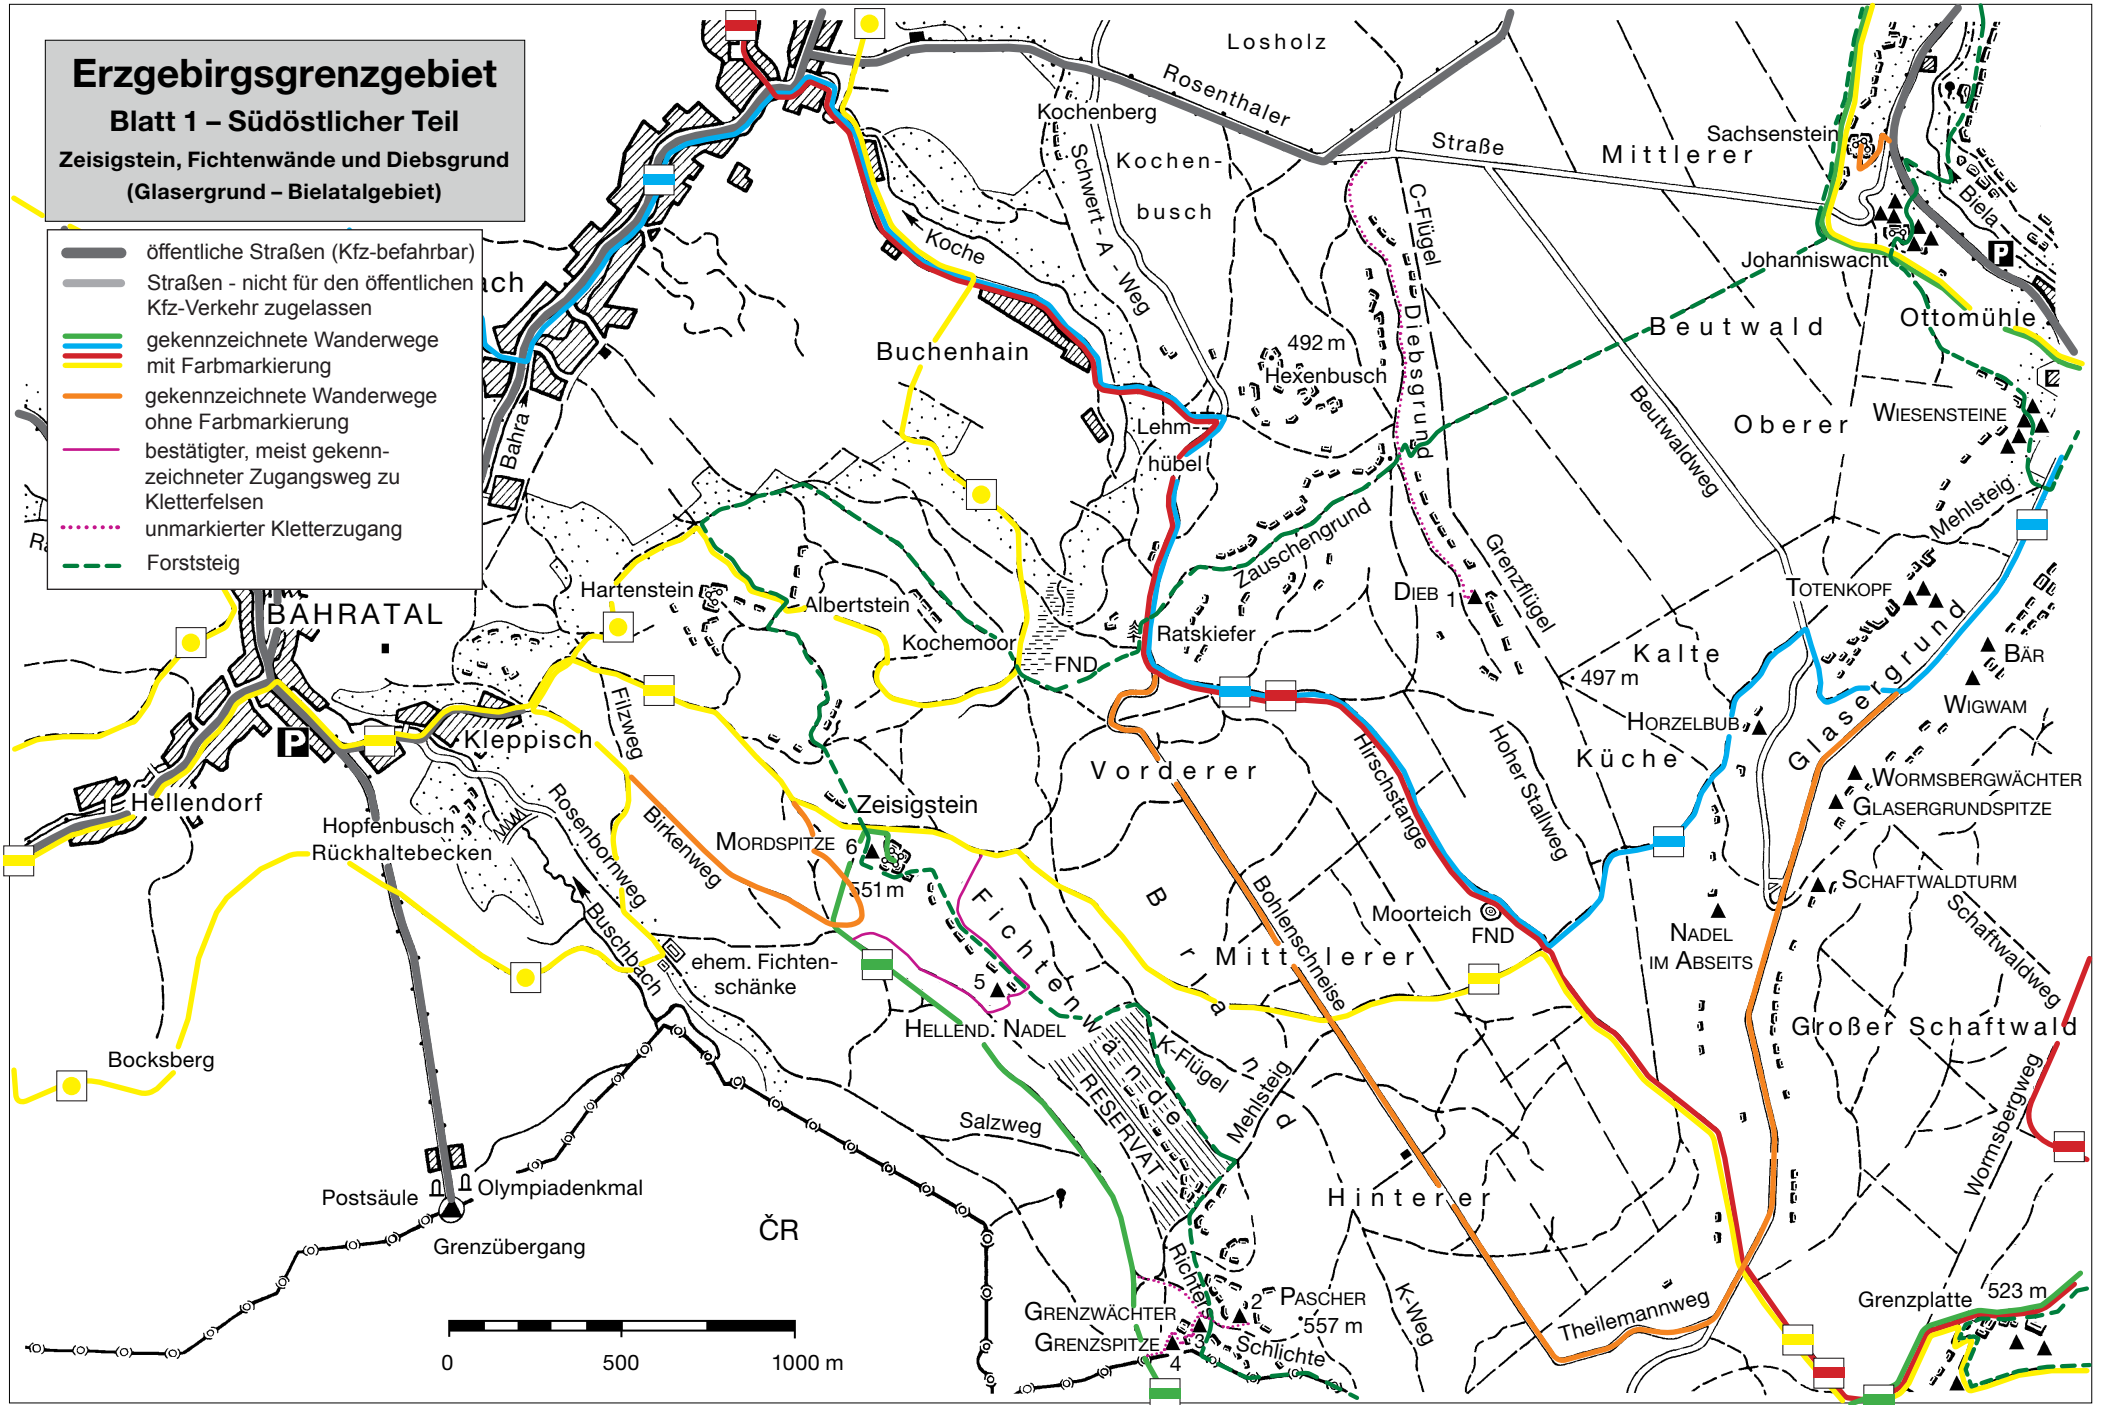 Erzgebirgsgrenzgebiet
Blatt 1 – Südöstlicher Teil
Zeisigstein, Fichtenwände und Diebsgrund
(Glasergrund – Bielatalgebiet)
öffentliche Straßen (Kfz-befahrbar)
Straßen - nicht für den öffentlichen
Kfz-Verkehr zugelassen
gekennzeichnete Wanderwege
mit Farbmarkierung
gekennzeichnete Wanderwege
ohne Farbmarkierung
bestätigter, meist gekenn-
zeichneter Zugangsweg zu
Kletterfelsen
unmarkierter Kletterzugang
Forststeig
ach
Losholz
Rosenthaler
Straße
Kochenberg
Kochen-
busch
Schwert - A - Weg
Koche
C-Flügel
Diebsgrund
Mittlerer
Sachsenstein
Biela
P
Johanniswacht
Ottomühle
Beutwald
Buchenhain
492 m
Hexenbusch
Beutwaldweg
Oberer
WIESENSTEINE
Lehm-
hübel
Bahra
Mehlsteig
Zauschengrund
Grenzflügel
DIEB 1
TOTENKOPF
Hartenstein
Albertstein
Kochemoor
FND
Ratskiefer
BAHRATAL
Kalte
497 m
BÄR
WIGWAM
HORZELBUB
Glasergrund
Filzweg
Kleppisch
P
Hellendorf
Vorderer
Hirschstange
Hoher Stallweg
Küche
WORMSBERGWÄCHTER
GLASERGRUNDSPITZE
Zeisigstein
Rosenbornweg
Birkenweg
MORDSPITZE
6
551 m
Hopfenbusch
Rückhaltebecken
Buschbach
Bohlenschneise
Moorteich
FND
SCHAFTWALDTURM
Schaftwaldweg
NADEL
IM ABSEITS
Fichtenwände
Brand
Mittlerer
ehem. Fichten-
schänke
5
HELLEND. NADEL
Großer Schaftwald
Bocksberg
K-Flügel
Mehlsteig
RESERVAT
Salzweg
Wormsbergweg
Hinterer
Postsäule
Olympiadenkmal
Grenzübergang
ČR
Richter
Schlichte
GRENZWÄCHTER
GRENZSPITZE
2
3
4
PASCHER
557 m
K-Weg
Theilemannweg
Grenzplatte
523 m
0
500
1000 m